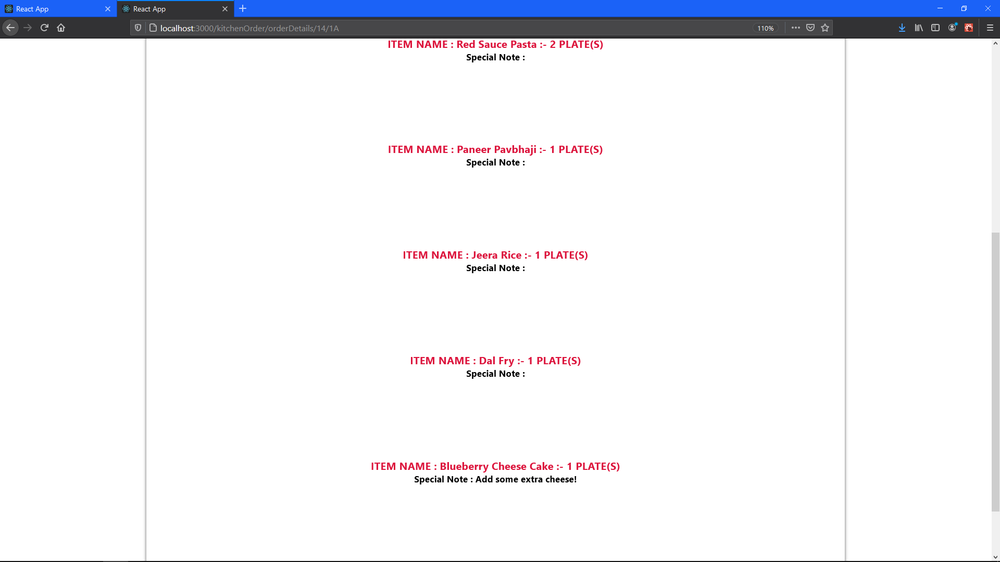 React App
React App
localhost:3000/kitchenOrder/orderDetails/14/1A
110%
ITEM NAME : Red Sauce Pasta :- 2 PLATE(S)
Special Note :
ITEM NAME : Paneer Pavbhaji :- 1 PLATE(S)
Special Note :
ITEM NAME : Jeera Rice :- 1 PLATE(S)
Special Note :
ITEM NAME : Dal Fry :- 1 PLATE(S)
Special Note :
ITEM NAME : Blueberry Cheese Cake :- 1 PLATE(S)
Special Note : Add some extra cheese!